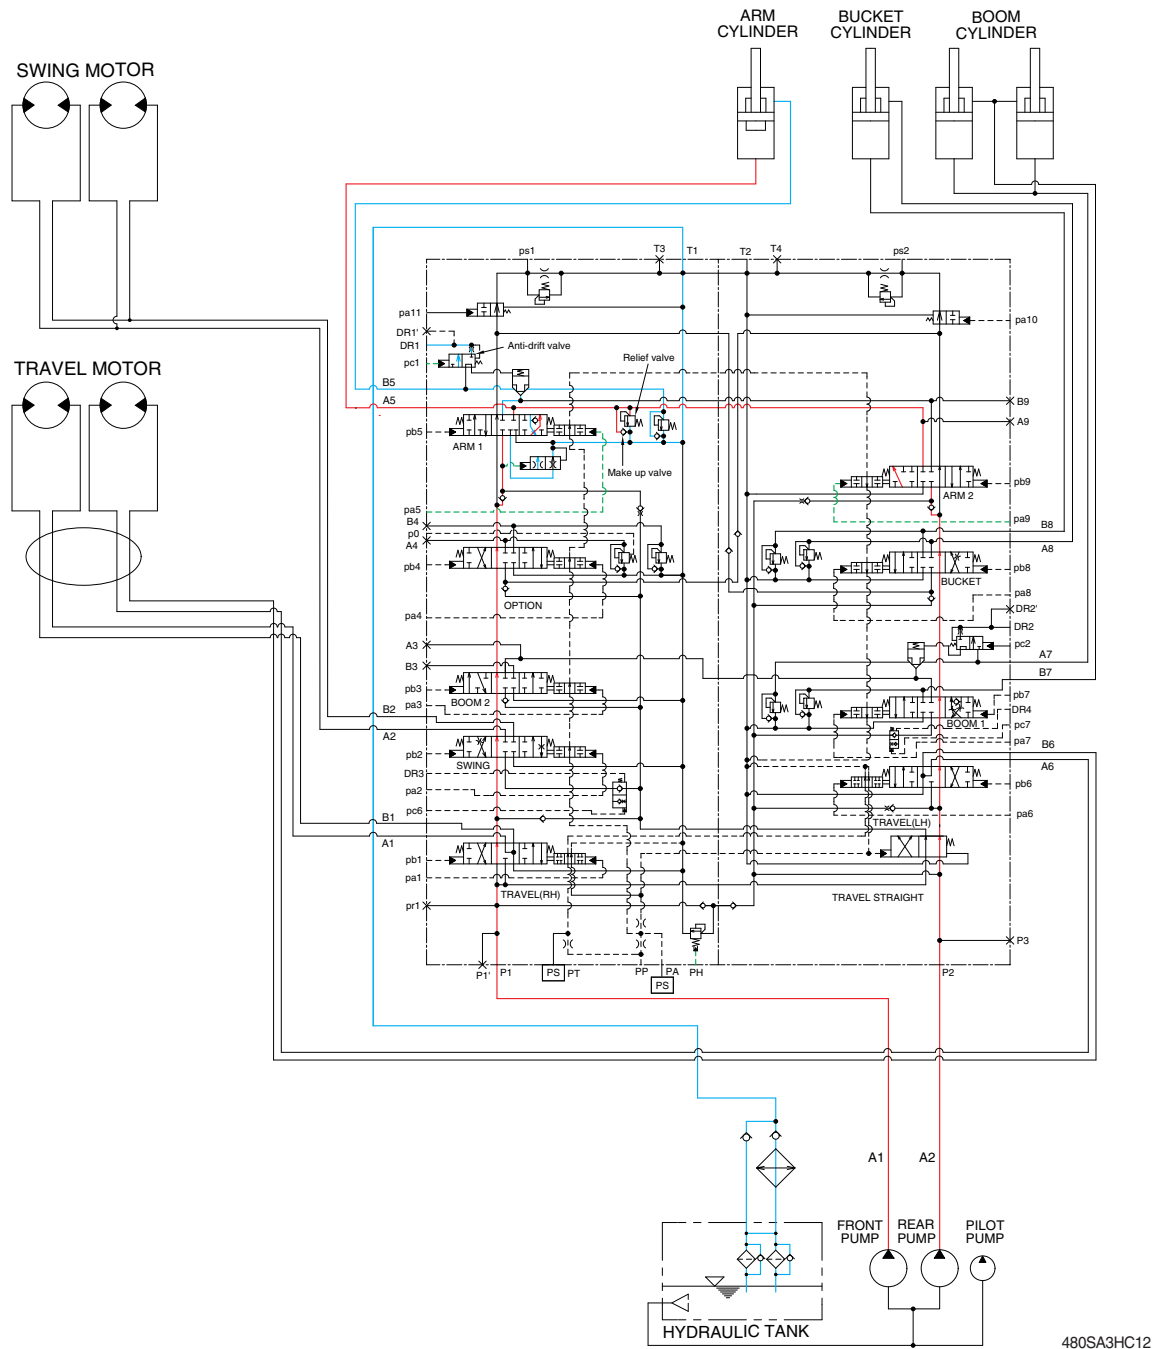 ARM
CYLINDER
BUCKET
CYLINDER
BOOM
CYLINDER
SWING MOTOR
TRAVEL MOTOR
ps1
T3
T1
T2
T4
ps2
pa11
pa10
DR1'
DR1
Anti-drift valve
pc1
Relief valve
B5
A5
B9
A9
pb5
ARM 1
Make up valve
ARM 2
pb9
pa5
pa9
B4
p0
A4
B8
A8
pb4
OPTION
BUCKET
pb8
pa8
pa4
DR2'
DR2
A3
pc2
B3
A7
B7
pb3
BOOM 2
pa3
pb7
BOOM 1
DR4
B2
pc7
A2
pa7
B6
pb2
SWING
A6
DR3
pa2
pb6
pc6
pa6
B1
TRAVEL(LH)
A1
pb1
pa1
TRAVEL(RH)
TRAVEL STRAIGHT
pr1
P3
P1'
P1
PS
PT
PP
PA
PH
P2
PS
A1
A2
FRONT
PUMP
REAR
PUMP
PILOT
PUMP
HYDRAULIC TANK
480SA3HC12